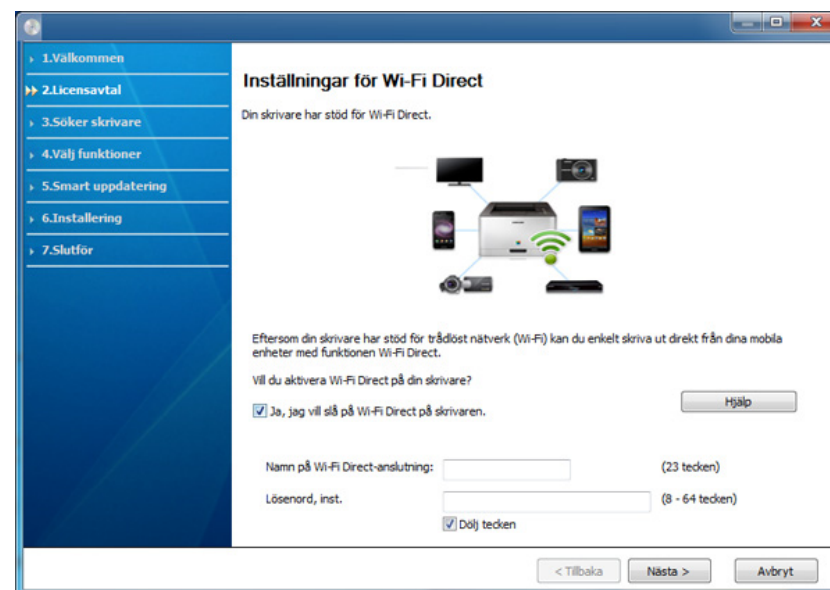 1.Välkommen
2.Licensavtal
3.Söker skrivare
4.Välj funktioner
5.Smart uppdatering
6.Installering
7.Slutför
Inställningar för Wi-Fi Direct
Din skrivare har stöd för Wi-Fi Direct.
Eftersom din skrivare har stöd för trådlöst nätverk (Wi-Fi) kan du enkelt skriva ut direkt från dina mobila
enheter med funktionen Wi-Fi Direct.
Vill du aktivera Wi-Fi Direct på din skrivare?
Ja, jag vill slå på Wi-Fi Direct på skrivaren.
Hjälp
Namn på Wi-Fi Direct-anslutning: (23 tecken)
Lösenord, inst. (8 - 64 tecken)
Dölj tecken
< Tillbaka Nästa > Avbryt